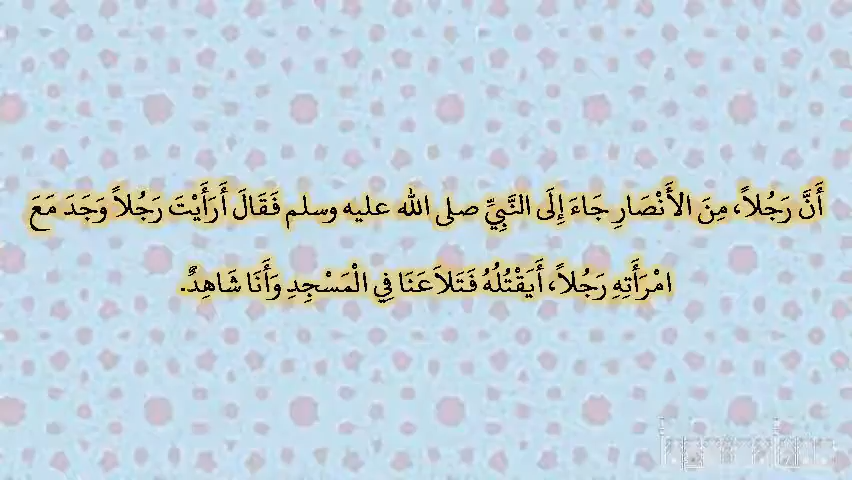 أَنَّ رَجُلاً، مِنَ الأَنْصَارِ جَاءَ إِلَى النَّبِيِّ صلى الله عليه وسلم فَقَالَ أَرَأَيْتَ رَجُلاً وَجَدَ مَعَ
امْرَأَتِهِ رَجُلاً، أَيَقْتُلُهُ فَتَلاَعَنَا فِي الْمَسْجِدِ وَأَنَا شَاهِدٌ.